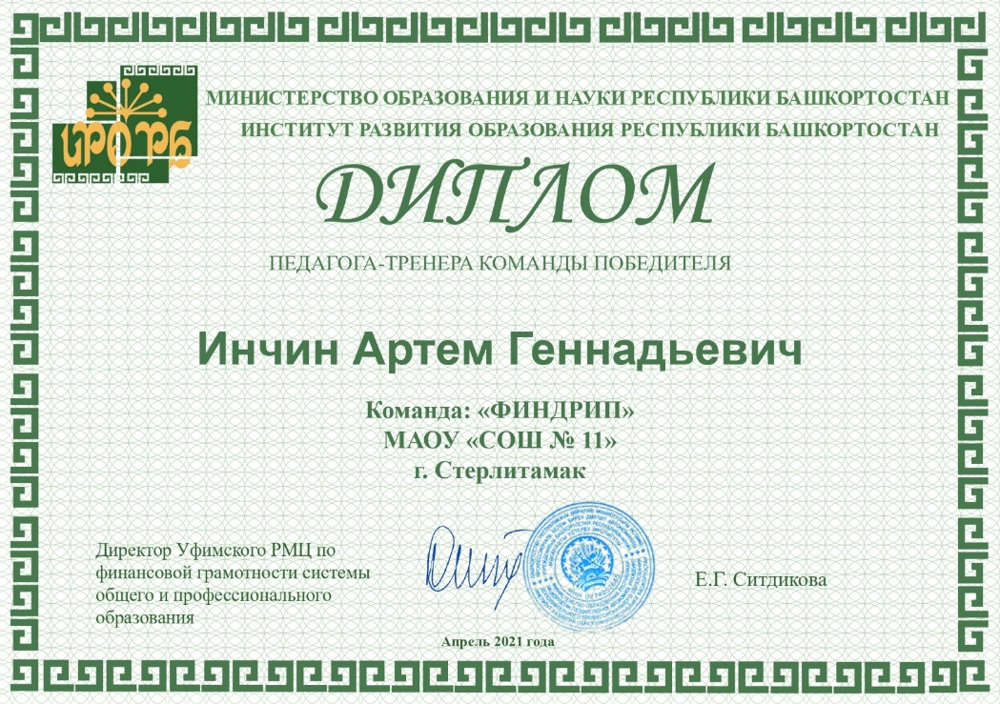 ИРО РБ
МИНИСТЕРСТВО ОБРАЗОВАНИЯ И НАУКИ РЕСПУБЛИКИ БАШКОРТОСТАН
ИНСТИТУТ РАЗВИТИЯ ОБРАЗОВАНИЯ РЕСПУБЛИКИ БАШКОРТОСТАН
ДИПЛОМ
ПЕДАГОГА-ТРЕНЕРА КОМАНДЫ ПОБЕДИТЕЛЯ
Инчин Артем Геннадьевич
Команда: «ФИНДРИП»
МАОУ «СОШ № 11»
г. Стерлитамак
Директор Уфимского РМЦ по
финансовой грамотности системы
общего и профессионального
образования
Е.Г. Ситдикова
Апрель 2021 года